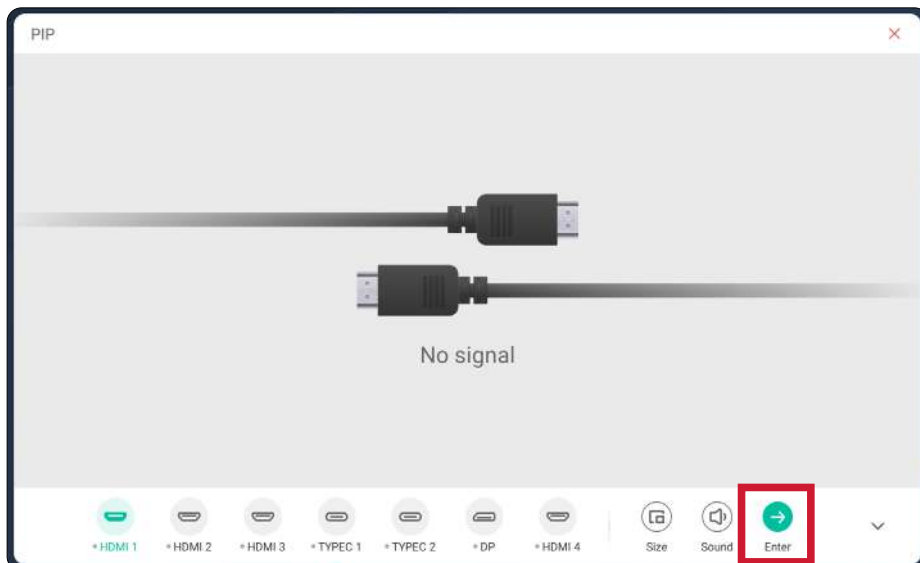 PIP
No signal
HDMI 1 HDMI 2 HDMI 3 TYPEC 1 TYPEC 2 DP HDMI 4 Size Sound Enter